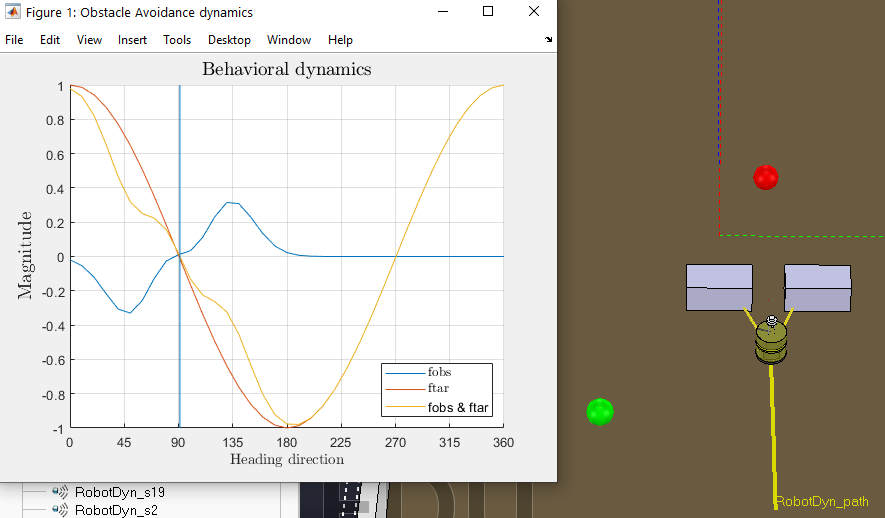 Figure 1: Obstacle Avoidance dynamics
File Edit View Insert Tools Desktop Window Help
Behavioral dynamics
1
0.8
0.6
0.4
0.2
0
-0.2
-0.4
-0.6
-0.8
-1
Magnitude
fobs
ftar
fobs & ftar
0 45 90 135 180 225 270 315 360
Heading direction
RobotDyn_s19
RobotDyn_s2
RobotDyn_path